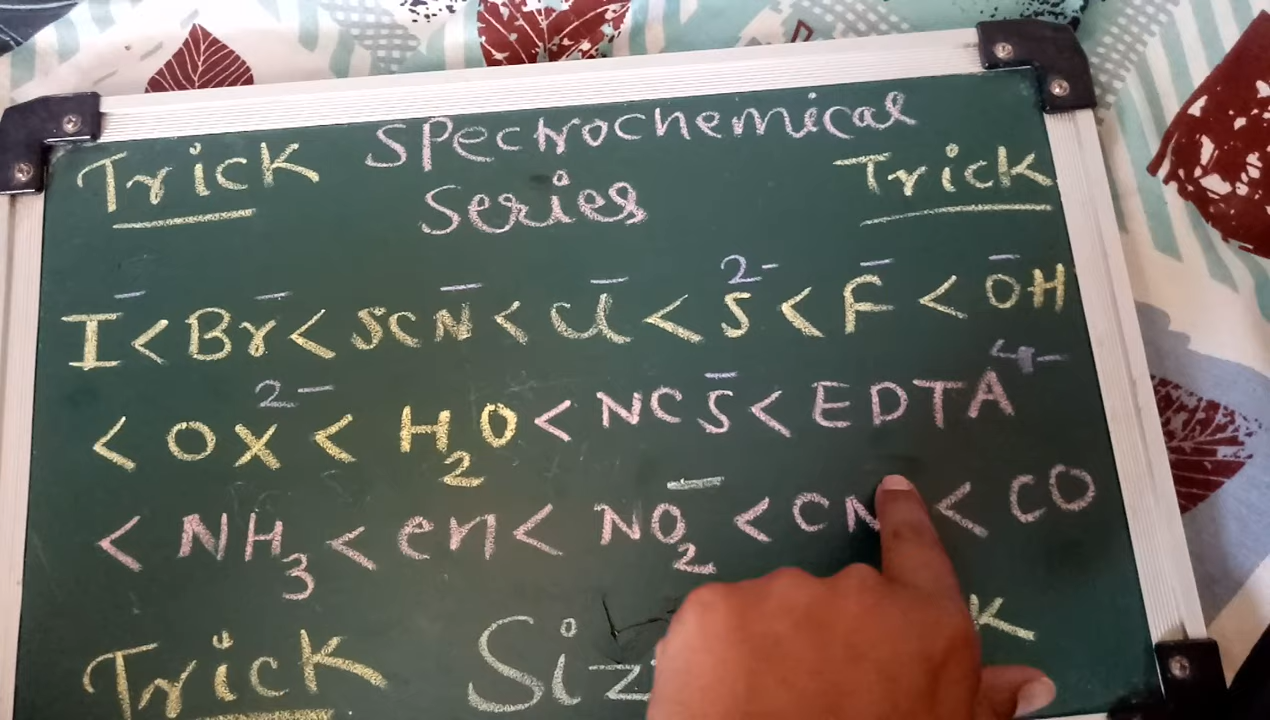 Trick Spectrochemical Trick
Series
I⁻ < Br⁻ < SCN⁻ < Cl⁻ < S²⁻ < F⁻ < OH⁻
< OX²⁻ < H₂O < NCS⁻ < EDTA⁴⁻
< NH₃ < en < NO₂⁻ < CN < CO
Trick